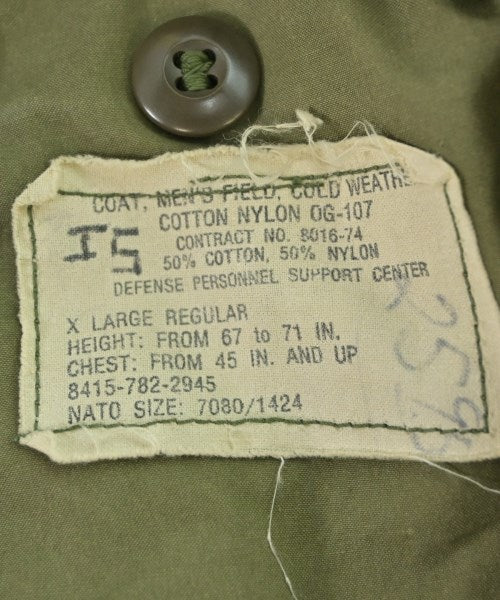 COAT, MEN'S FIELD, COLD WEATHE
COTTON NYLON OG-107
CONTRACT NO. 8016-74
50% COTTON, 50% NYLON
DEFENSE PERSONNEL SUPPORT CENTER
X LARGE REGULAR
HEIGHT: FROM 67 to 71 IN.
CHEST: FROM 45 IN. AND UP
8415-782-2945
NATO SIZE: 7080/1424